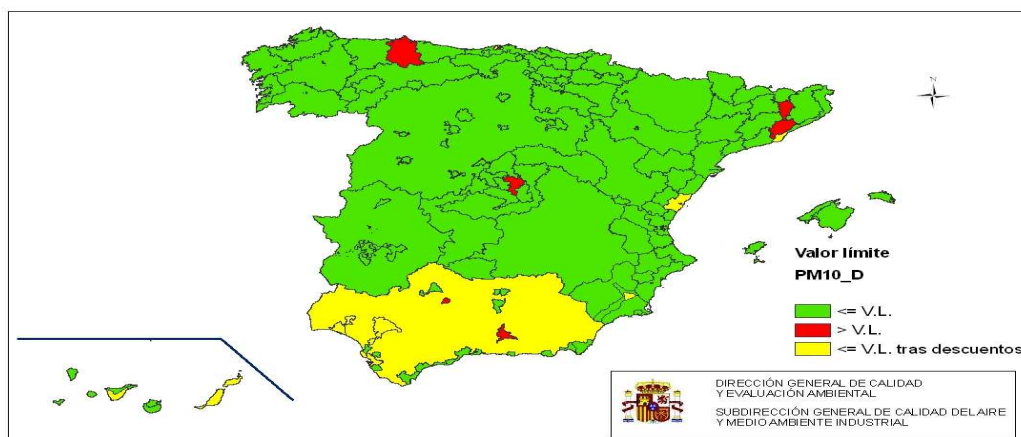 N
Valor límite
PM10_D
<= V.L.
> V.L.
<= V.L. tras descuentos
DIRECCIÓN GENERAL DE CALIDAD
Y EVALUACIÓN AMBIENTAL
SUBDIRECCIÓN GENERAL DE CALIDAD DEL AIRE
Y MEDIO AMBIENTE INDUSTRIAL